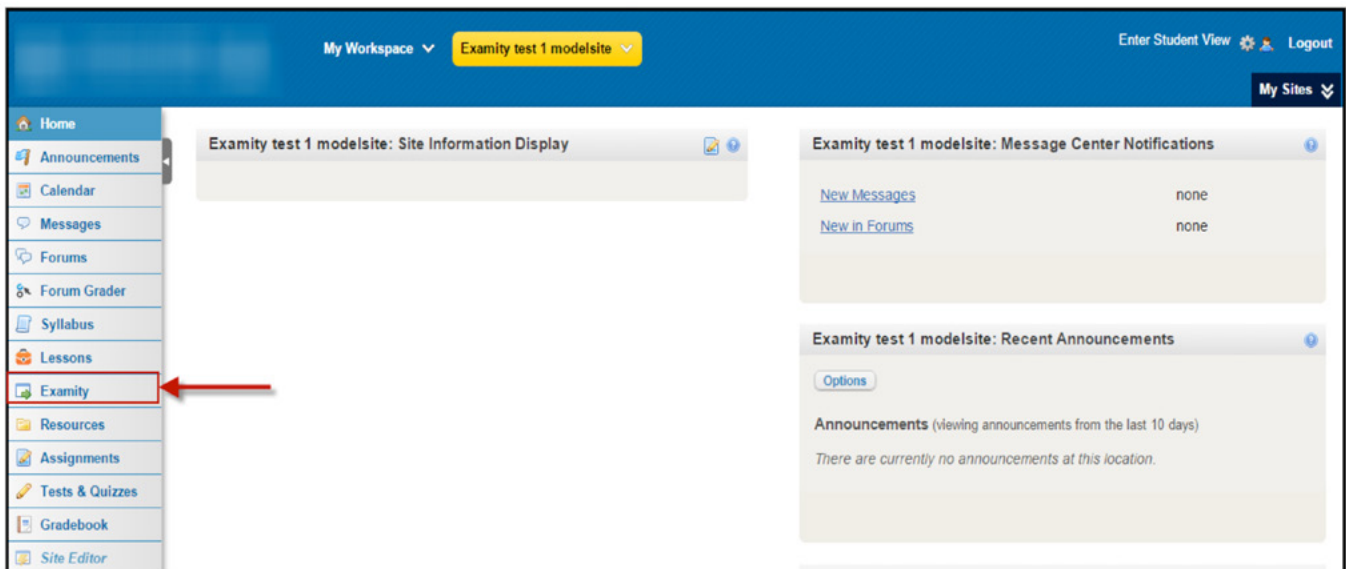 My Workspace
Examity test 1 modelsite
Enter Student View
Logout
My Sites
Home
Announcements
Calendar
Messages
Forums
Forum Grader
Syllabus
Lessons
Examity
Resources
Assignments
Tests & Quizzes
Gradebook
Site Editor
Examity test 1 modelsite: Site Information Display
Examity test 1 modelsite: Message Center Notifications
New Messages none
New in Forums none
Examity test 1 modelsite: Recent Announcements
Options
Announcements (viewing announcements from the last 10 days)
There are currently no announcements at this location.